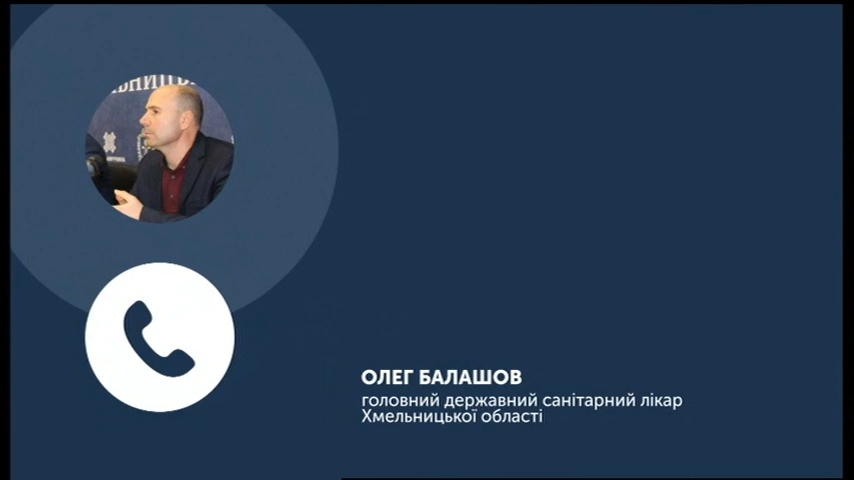 ОЛЕГ БАЛАШОВ
головний державний санітарний лікар
Хмельницької області